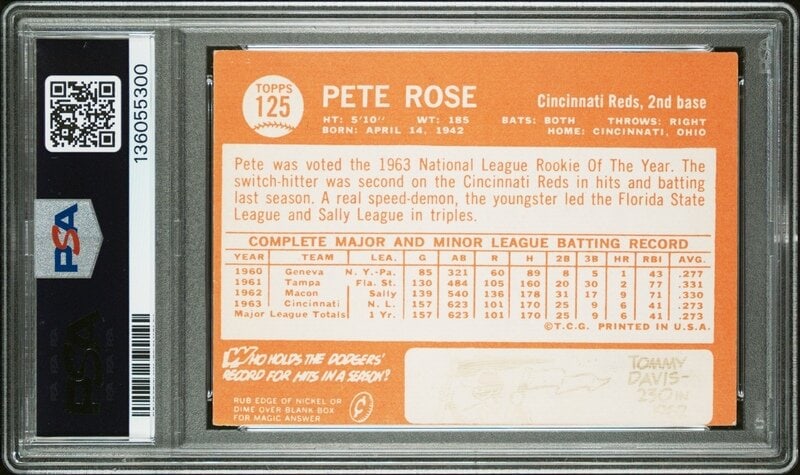 136055300
PSA
PSA
TOPPS
125
PETE ROSE
Cincinnati Reds, 2nd base
HT: 5'10" WT: 185 BATS: BOTH THROWS: RIGHT
BORN: APRIL 14, 1942 HOME: CINCINNATI, OHIO
Pete was voted the 1963 National League Rookie Of The Year. The
switch-hitter was second on the Cincinnati Reds in hits and batting
last season. A real speed-demon, the youngster led the Florida State
League and Sally League in triples.
COMPLETE MAJOR AND MINOR LEAGUE BATTING RECORD
YEAR TEAM LEA. G AB R H 2B 3B HR RBI AVG.
1960 Geneva N. Y.-Pa. 85 321 60 89 8 5 1 43 .277
1961 Tampa Fla. St. 130 484 105 160 20 30 2 77 .331
1962 Macon Sally 139 540 136 178 31 17 9 71 .330
1963 Cincinnati N. L. 157 623 101 170 25 9 6 41 .273
Major League Totals 1 Yr. 157 623 101 170 25 9 6 41 .273
©T.C.G. PRINTED IN U.S.A.
WHO HOLDS THE DODGERS'
RECORD FOR HITS IN A SEASON?
RUB EDGE OF NICKEL OR
DIME OVER BLANK BOX
FOR MAGIC ANSWER
TOMMY
DAVIS-
230 IN